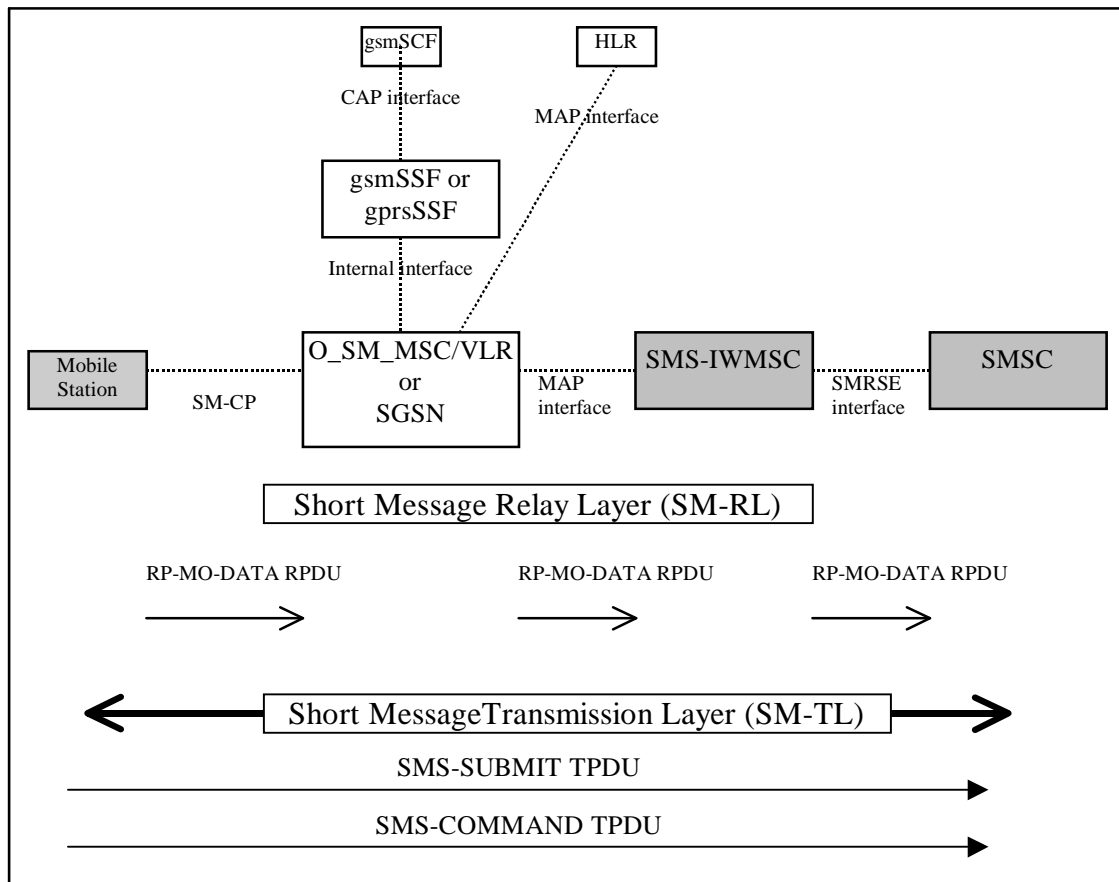 gsmSCF
HLR
CAP interface
MAP interface
gsmSSF or
gprsSSF
Internal interface
Mobile
Station
SM-CP
O_SM_MSC/VLR
or
SGSN
MAP
interface
SMS-IWMSC
SMRSE
interface
SMSC
Short Message Relay Layer (SM-RL)
RP-MO-DATA RPDU
RP-MO-DATA RPDU
RP-MO-DATA RPDU
Short MessageTransmission Layer (SM-TL)
SMS-SUBMIT TPDU
SMS-COMMAND TPDU